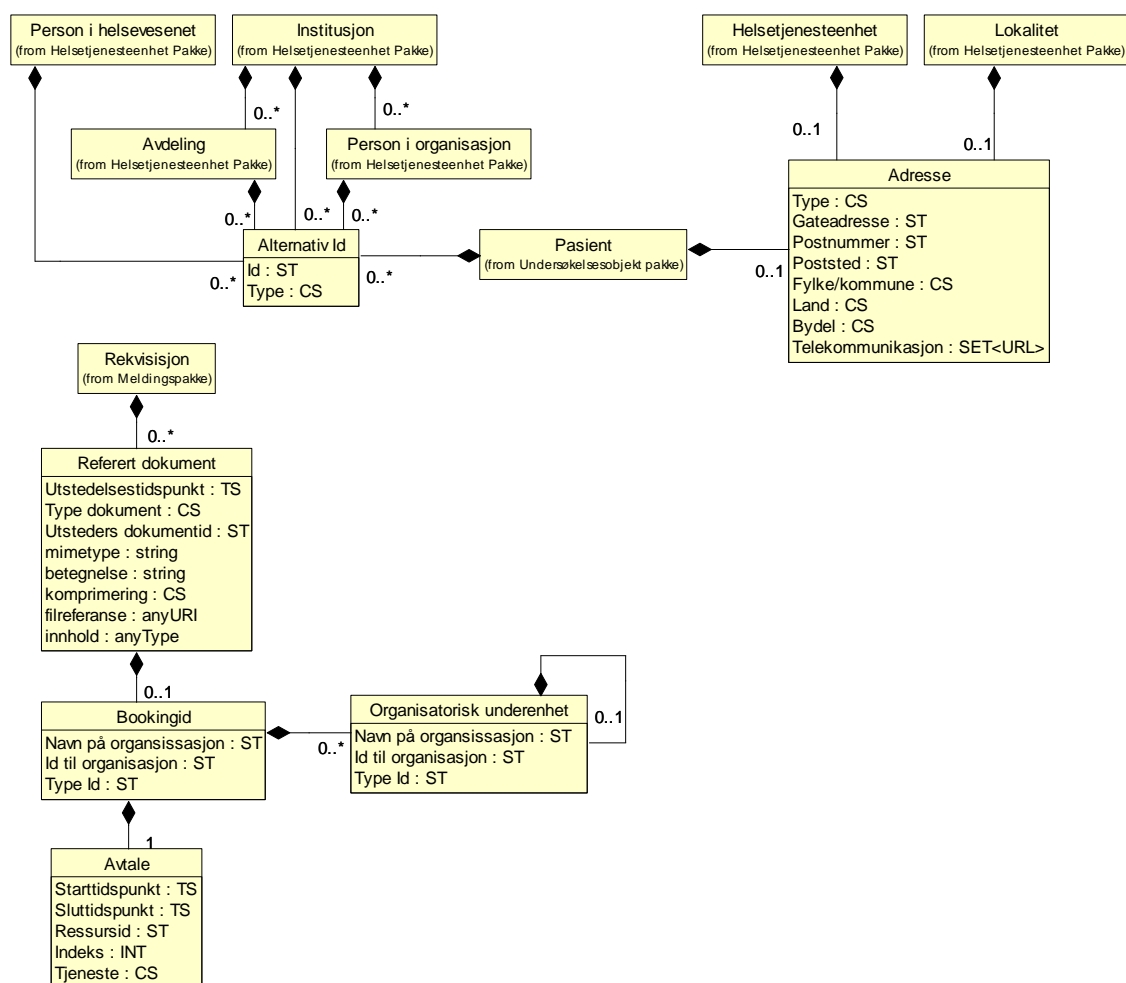 Person i helsevesenet
(from Helsetjenesteenhet Pakke)
Institusjon
(from Helsetjenesteenhet Pakke)
Helsetjenesteenhet
(from Helsetjenesteenhet Pakke)
Lokalitet
(from Helsetjenesteenhet Pakke)
0..*
0..*
Avdeling
(from Helsetjenesteenhet Pakke)
Person i organisasjon
(from Helsetjenesteenhet Pakke)
0..1
0..1
0..*
0..*
0..*
Adresse
Type : CS
Gateadresse : ST
Postnummer : ST
Poststed : ST
Fylke/kommune : CS
Land : CS
Bydel : CS
Telekommunikasjon : SET<URL>
Alternativ Id
Id : ST
Type : CS
Pasient
(from Undersøkelsesobjekt pakke)
0..*
0..*
0..1
Rekvisisjon
(from Meldingspakke)
0..*
Referert dokument
Utstedelsestidspunkt : TS
Type dokument : CS
Utsteders dokumentid : ST
mimetype : string
betegnelse : string
komprimering : CS
filreferanse : anyURI
innhold : anyType
0..1
Bookingid
Navn på organsissasjon : ST
Id til organisasjon : ST
Type Id : ST
0..*
Organisatorisk underenhet
Navn på organsissasjon : ST
Id til organisasjon : ST
Type Id : ST
0..1
1
Avtale
Starttidspunkt : TS
Sluttidspunkt : TS
Ressursid : ST
Indeks : INT
Tjeneste : CS